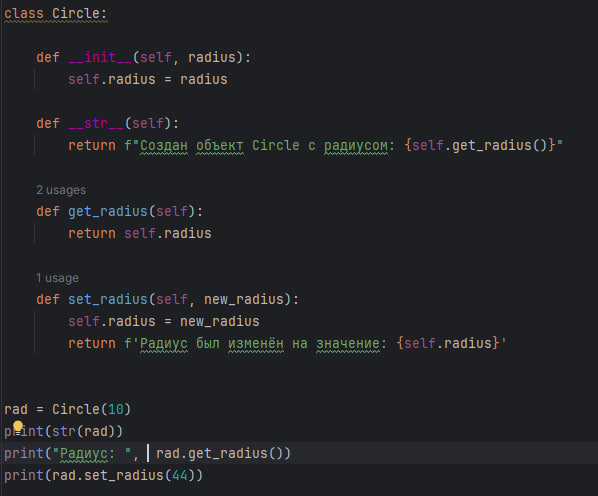 class Circle:
    def __init__(self, radius):
        self.radius = radius
    def __str__(self):
        return f"Создан объект Circle с радиусом: {self.get_radius()}"
    2 usages
    def get_radius(self):
        return self.radius
    1 usage
    def set_radius(self, new_radius):
        self.radius = new_radius
        return f'Радиус был изменён на значение: {self.radius}'
rad = Circle(10)
print(str(rad))
print("Радиус: ",  rad.get_radius())
print(rad.set_radius(44))